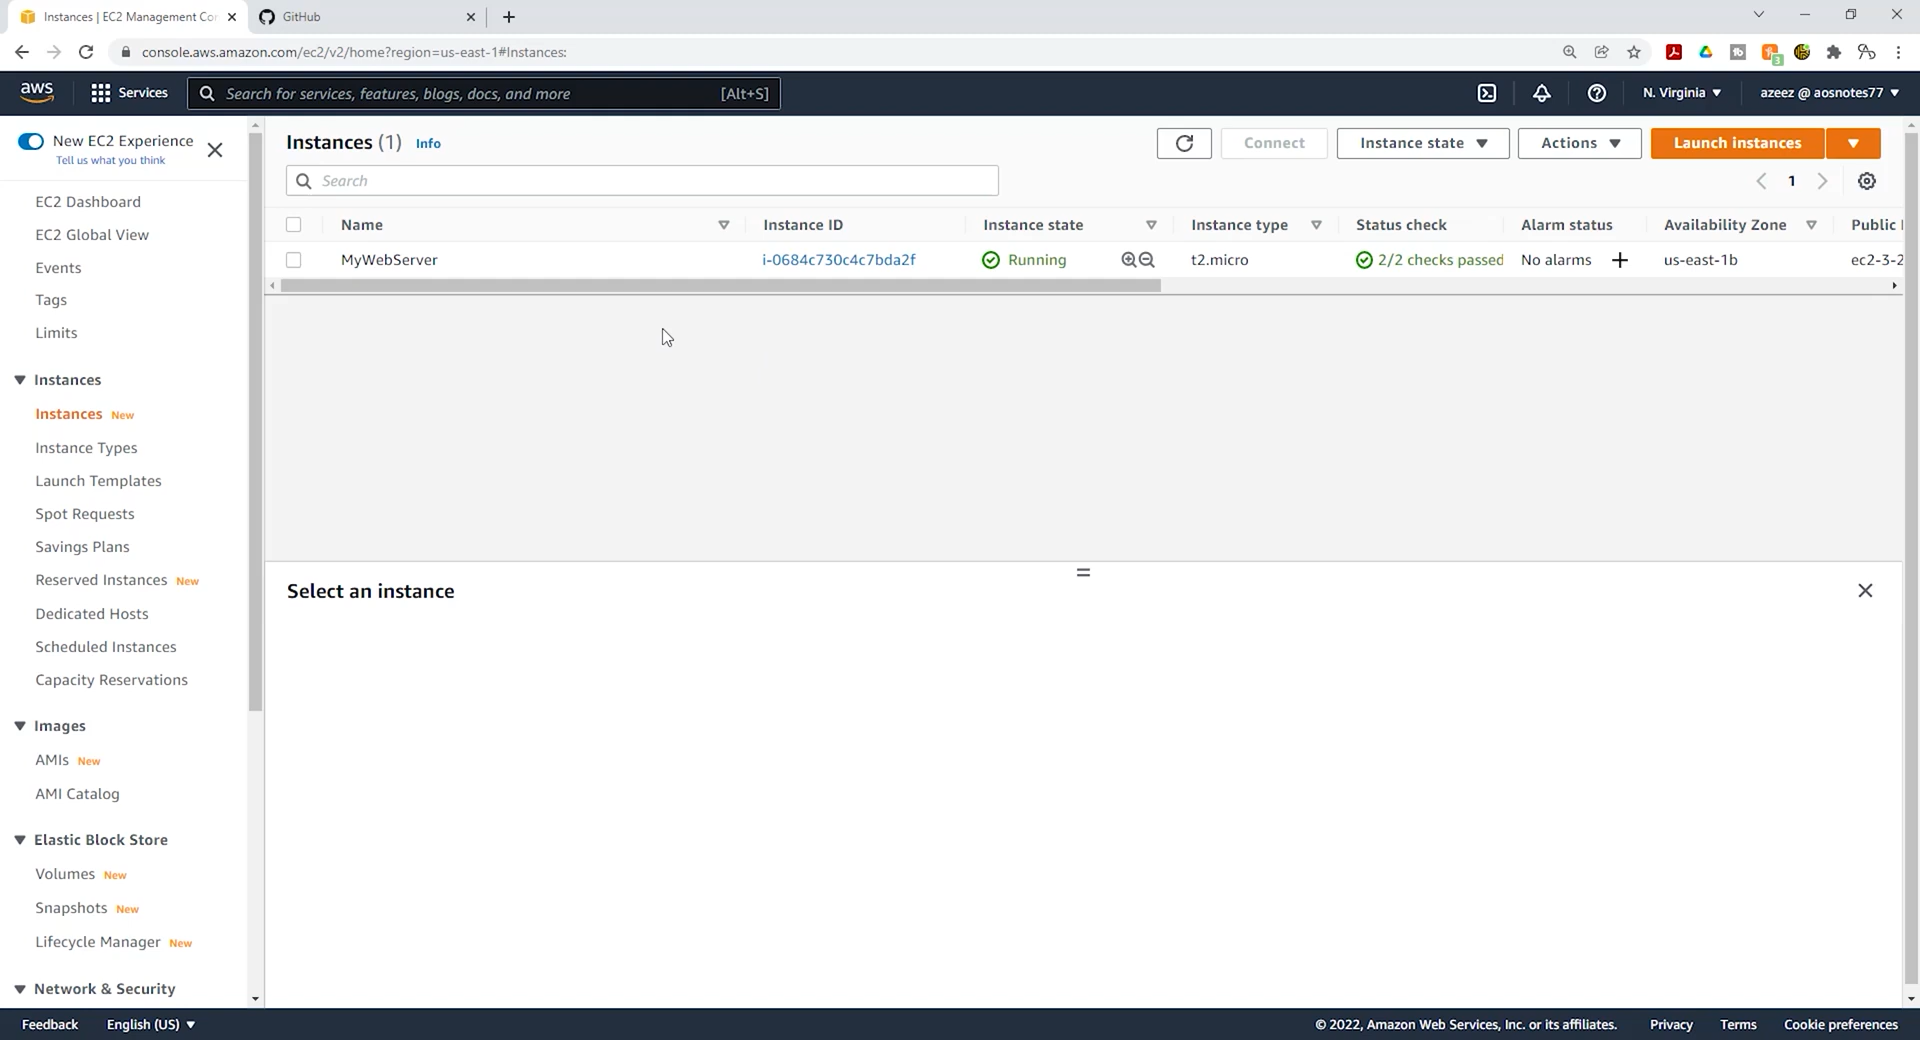 Instances | EC2 Management Con
GitHub
console.aws.amazon.com/ec2/v2/home?region=us-east-1#Instances:
3
aws
Services
Search for services, features, blogs, docs, and more
[Alt+S]
N. Virginia
azeez @ aosnotes77
New EC2 Experience
Tell us what you think
EC2 Dashboard
EC2 Global View
Events
Tags
Limits
Instances
Instances New
Instance Types
Launch Templates
Spot Requests
Savings Plans
Reserved Instances New
Dedicated Hosts
Scheduled Instances
Capacity Reservations
Images
AMIs New
AMI Catalog
Elastic Block Store
Volumes New
Snapshots New
Lifecycle Manager New
Network & Security
Instances (1) Info
Connect
Instance state
Actions
Launch instances
Search
1
Name
Instance ID
Instance state
Instance type
Status check
Alarm status
Availability Zone
Public I
MyWebServer
i-0684c730c4c7bda2f
Running
t2.micro
2/2 checks passed
No alarms
us-east-1b
ec2-3-2
Select an instance
Feedback
English (US)
© 2022, Amazon Web Services, Inc. or its affiliates.
Privacy
Terms
Cookie preferences